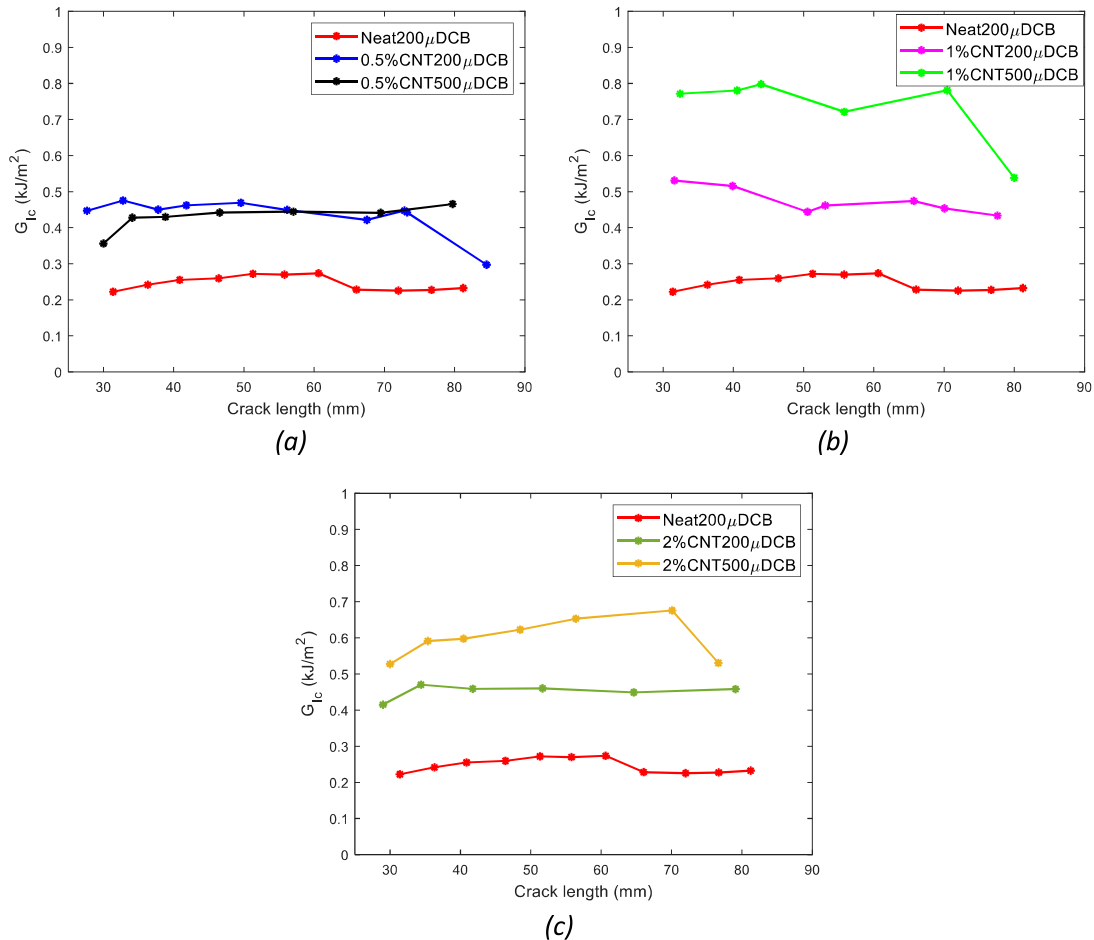 1
0.9
0.8
0.7
0.6
0.5
0.4
0.3
0.2
0.1
0
G_Ic (kJ/m²)
30 40 50 60 70 80 90
Crack length (mm)
Neat200μDCB
0.5%CNT200μDCB
0.5%CNT500μDCB
(a)
1
0.9
0.8
0.7
0.6
0.5
0.4
0.3
0.2
0.1
0
G_Ic (kJ/m²)
30 40 50 60 70 80 90
Crack length (mm)
Neat200μDCB
1%CNT200μDCB
1%CNT500μDCB
(b)
1
0.9
0.8
0.7
0.6
0.5
0.4
0.3
0.2
0.1
0
G_Ic (kJ/m²)
30 40 50 60 70 80 90
Crack length (mm)
Neat200μDCB
2%CNT200μDCB
2%CNT500μDCB
(c)